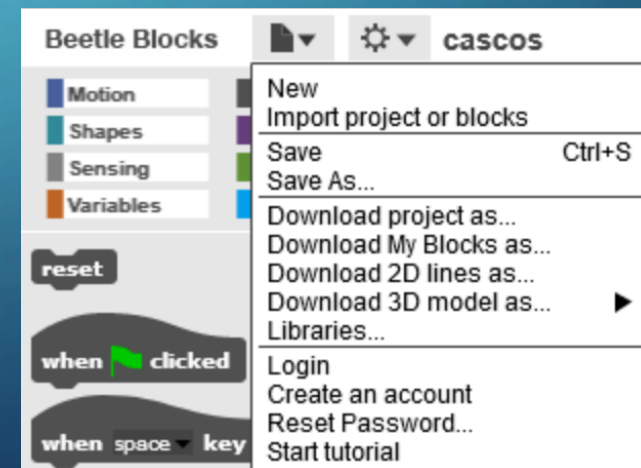 Beetle Blocks
cascos
Motion
Shapes
Sensing
Variables
reset
when clicked
when space key
New
Import project or blocks
Save Ctrl+S
Save As...
Download project as...
Download My Blocks as...
Download 2D lines as...
Download 3D model as...
Libraries...
Login
Create an account
Reset Password...
Start tutorial